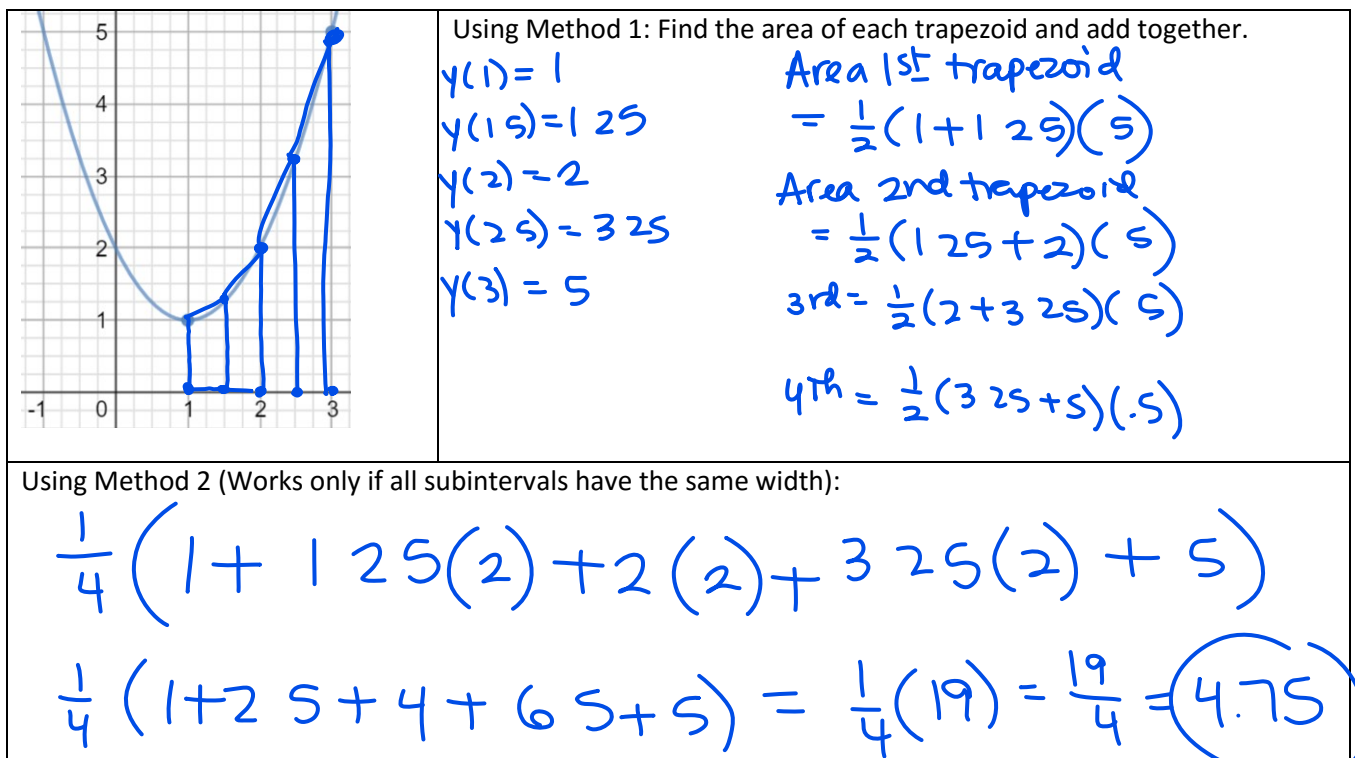 5
4
3
2
1
-1 0 1 2 3
Using Method 1: Find the area of each trapezoid and add together.
y(1) = 1
y(1 5) = 1 25
y(2) = 2
y(2 5) = 3 25
y(3) = 5
Area 1st trapezoid
= 1/2 (1 + 1 25)( 5)
Area 2nd trapezoid
= 1/2 (1 25 + 2)( 5)
3rd = 1/2 (2 + 3 25)( 5)
4th = 1/2 (3 25 + 5)(.5)
Using Method 2 (Works only if all subintervals have the same width):
1/4 (1 + 1 25(2) + 2(2) + 3 25(2) + 5)
1/4 (1 + 2 5 + 4 + 6 5 + 5) = 1/4 (19) = 19/4 = 4.75